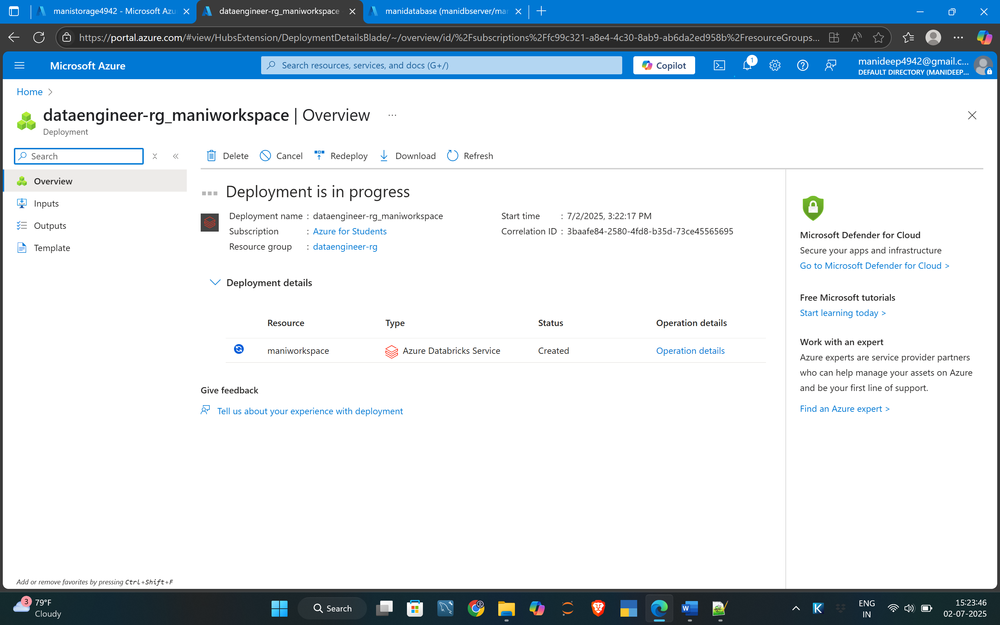 manistorage4942 - Microsoft Azu
dataengineer-rg_maniworkspace
manidatabase (manidbserver/mar
https://portal.azure.com/#view/HubsExtension/DeploymentDetailsBlade/~/overview/id/%2Fsubscriptions%2Ffc99c321-a8e4-4c30-8ab9-ab6da2ed958b%2FresourceGroups...
Microsoft Azure
Search resources, services, and docs (G+/)
Copilot
1
manideep4942@gmail.c...
DEFAULT DIRECTORY (MANIDEEP...
Home >
dataengineer-rg_maniworkspace | Overview ...
Deployment
Search
Delete
Cancel
Redeploy
Download
Refresh
Overview
Inputs
Outputs
Template
Deployment is in progress
Deployment name : dataengineer-rg_maniworkspace
Subscription : Azure for Students
Resource group : dataengineer-rg
Start time : 7/2/2025, 3:22:17 PM
Correlation ID : 3baafe84-2580-4fd8-b35d-73ce45565695
Deployment details
Resource Type Status Operation details
maniworkspace Azure Databricks Service Created Operation details
Give feedback
Tell us about your experience with deployment
Microsoft Defender for Cloud
Secure your apps and infrastructure
Go to Microsoft Defender for Cloud >
Free Microsoft tutorials
Start learning today >
Work with an expert
Azure experts are service provider partners
who can help manage your assets on Azure
and be your first line of support.
Find an Azure expert >
Add or remove favorites by pressing Ctrl+Shift+F
3
79°F
Cloudy
Search
ENG
IN
15:23:46
02-07-2025